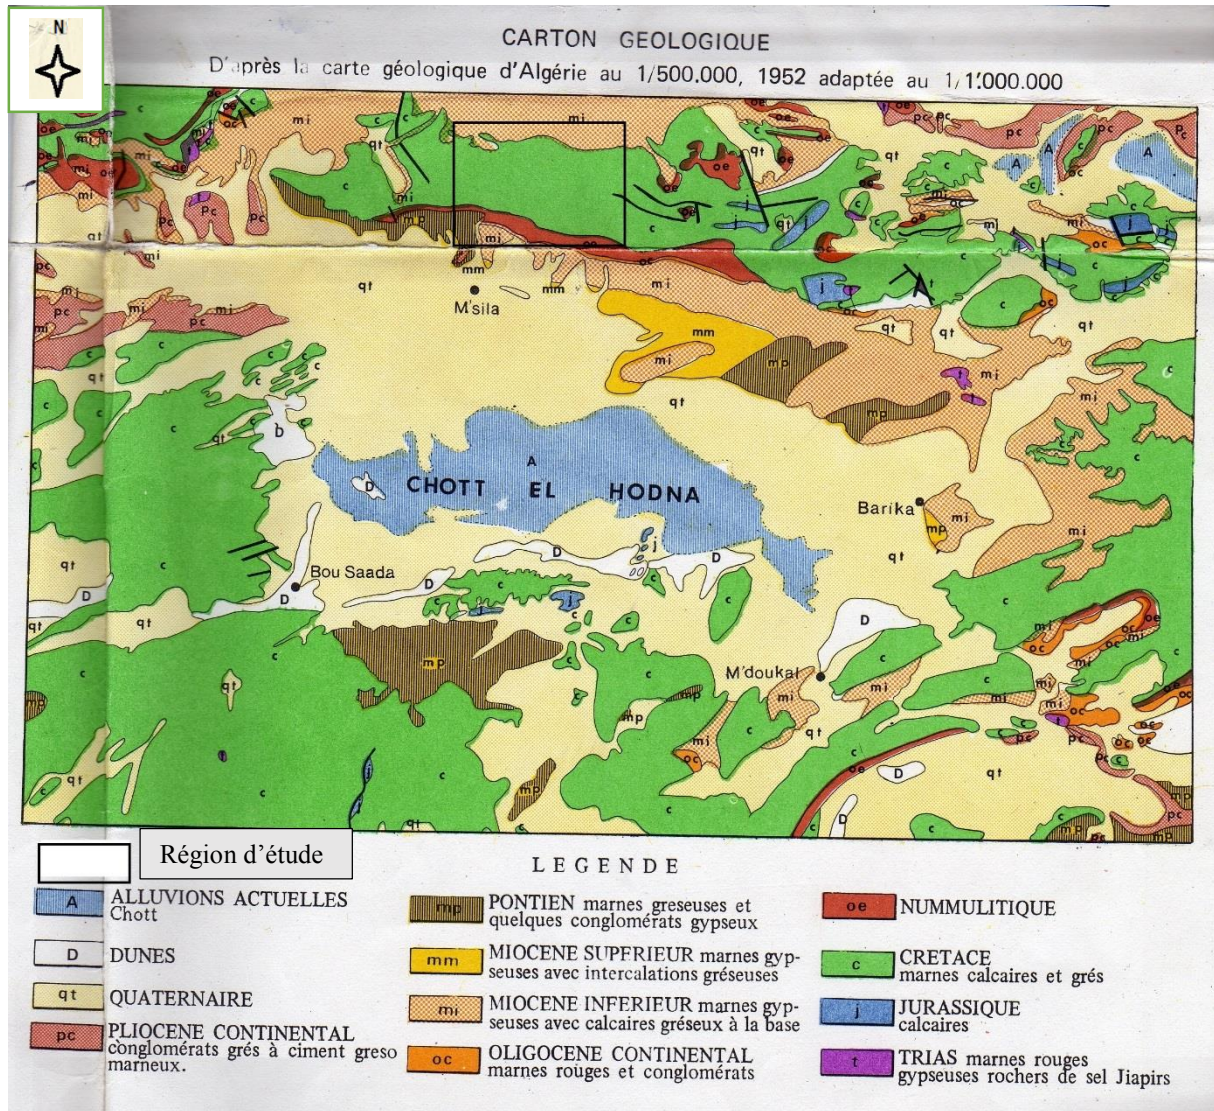 N
CARTON GEOLOGIQUE
D'après la carte géologique d'Algérie au 1/500.000, 1952 adaptée au 1/1'000.000
M'sila
CHOTT EL HODNA
Barika
Bou Saada
M'doukal
Région d'étude
LEGENDE
A ALLUVIONS ACTUELLES
Chott
D DUNES
qt QUATERNAIRE
pc PLIOCENE CONTINENTAL
conglomérats grés à ciment greso
marneux.
mp PONTIEN marnes greseuses et
quelques conglomérats gypseux
mm MIOCENE SUPERIEUR marnes gyp-
seuses avec intercalations gréseuses
mi MIOCENE INFERIEUR marnes gyp-
seuses avec calcaires gréseux à la base
oc OLIGOCENE CONTINENTAL
marnes rouges et conglomérats
oe NUMMULITIQUE
c CRETACE
marnes calcaires et grés
j JURASSIQUE
calcaires
t TRIAS marnes rouges
gypseuses rochers de sel Jiapirs